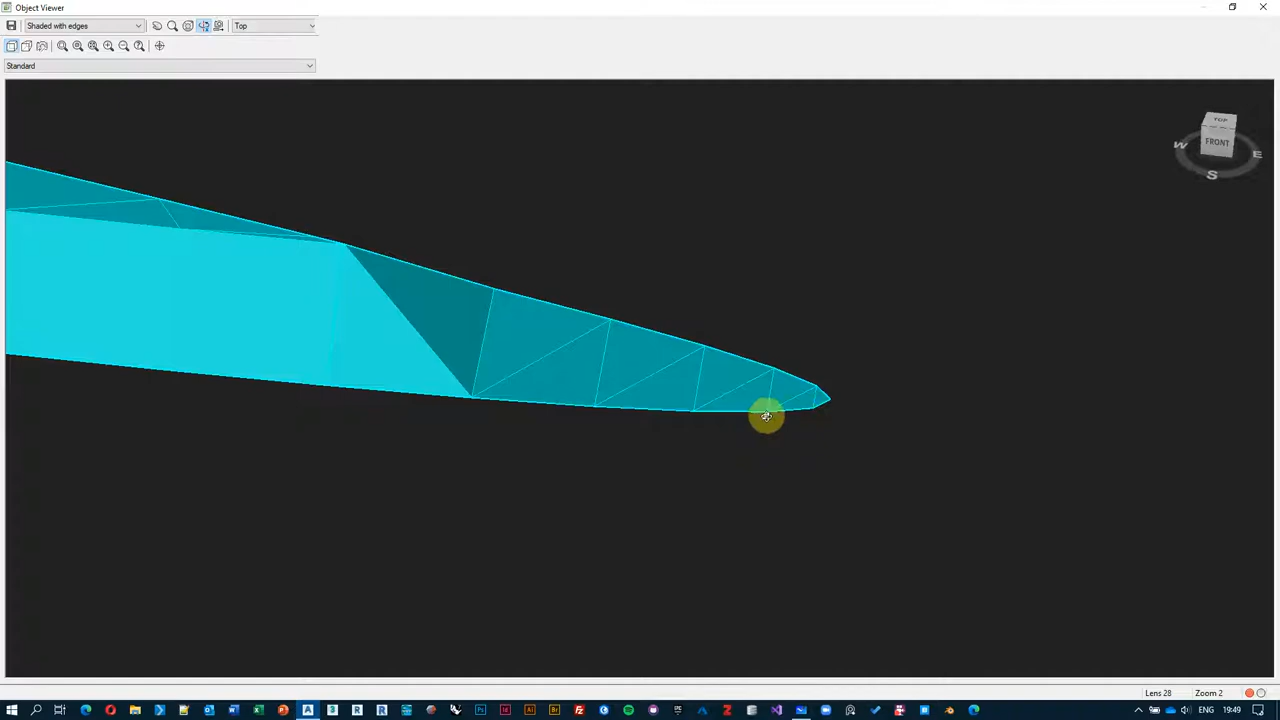 Object Viewer
Shaded with edges
Top
Standard
TOP
FRONT
W
E
S
Lens 28
Zoom 2
ENG
19:49